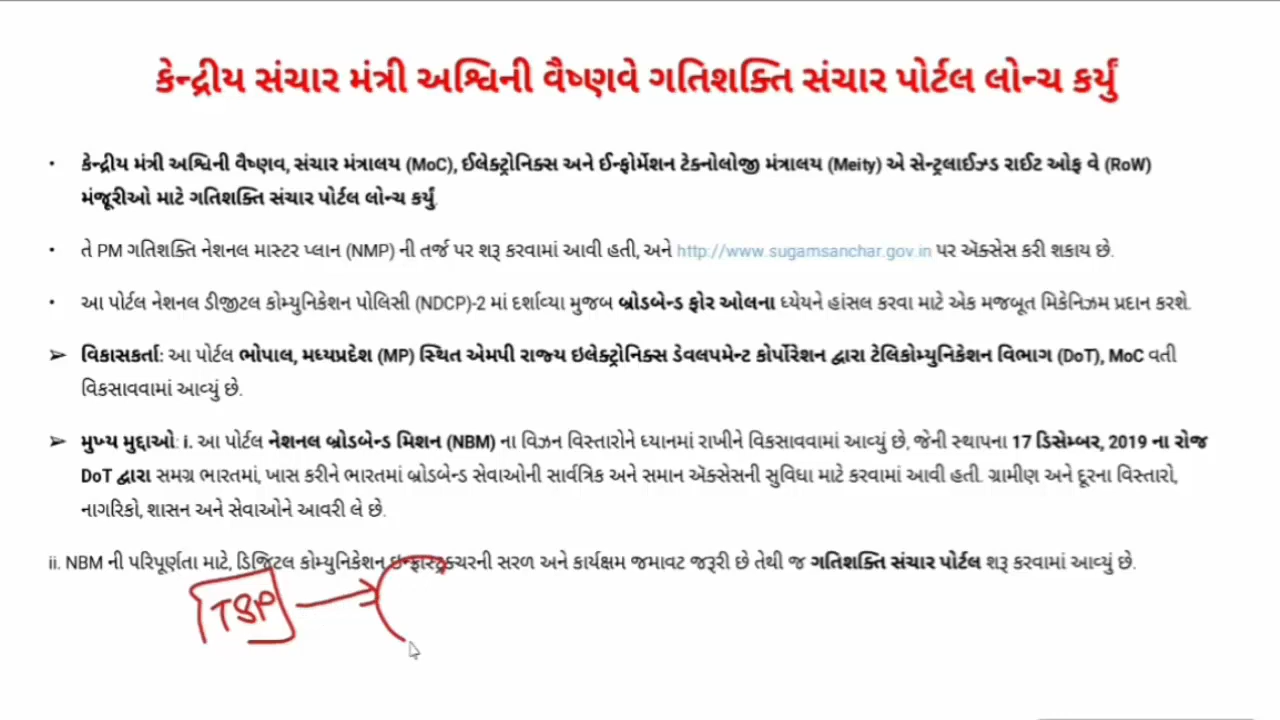 કેન્દ્રીય સંચાર મંત્રી અશ્વિની વૈષ્ણવે ગતિશક્તિ સંચાર પોર્ટલ લોન્ચ કર્યું
• કેન્દ્રીય મંત્રી અશ્વિની વૈષ્ણવ, સંચાર મંત્રાલય (MoC), ઈલેક્ટ્રોનિક્સ અને ઈન્ફોર્મેશન ટેક્નોલોજી મંત્રાલય (Meity) એ સેન્ટ્રલાઈઝ્ડ રાઈટ ઓફ વે (RoW)
મંજૂરીઓ માટે ગતિશક્તિ સંચાર પોર્ટલ લોન્ચ કર્યું.
• તે PM ગતિશક્તિ નેશનલ માસ્ટર પ્લાન (NMP) ની તર્જ પર શરૂ કરવામાં આવી હતી, અને http://www.sugamsanchar.gov.in પર ઍક્સેસ કરી શકાય છે.
• આ પોર્ટલ નેશનલ ડીજીટલ કોમ્યુનિકેશન પોલિસી (NDCP)-2 માં દર્શાવ્યા મુજબ બ્રોડબેન્ડ ફોર ઓલના ધ્યેયને હાંસલ કરવા માટે એક મજબૂત મિકેનિઝમ પ્રદાન કરશે.
➢ વિકાસકર્તા: આ પોર્ટલ ભોપાલ, મધ્યપ્રદેશ (MP) સ્થિત એમપી રાજ્ય ઇલેક્ટ્રોનિક્સ ડેવલપમેન્ટ કોર્પોરેશન દ્વારા ટેલિકોમ્યુનિકેશન વિભાગ (DoT), MoC વતી
વિકસાવવામાં આવ્યું છે.
➢ મુખ્ય મુદ્દાઓ: i. આ પોર્ટલ નેશનલ બ્રોડબેન્ડ મિશન (NBM) ના વિઝન વિસ્તારોને ધ્યાનમાં રાખીને વિકસાવવામાં આવ્યું છે, જેની સ્થાપના 17 ડિસેમ્બર, 2019 ના રોજ
DoT દ્વારા સમગ્ર ભારતમાં, ખાસ કરીને ભારતમાં બ્રોડબેન્ડ સેવાઓની સાર્વત્રિક અને સમાન ઍક્સેસની સુવિધા માટે કરવામાં આવી હતી. ગ્રામીણ અને દૂરના વિસ્તારો,
નાગરિકો, શાસન અને સેવાઓને આવરી લે છે.
ii. NBM ની પરિપૂર્ણતા માટે, ડિજિટલ કોમ્યુનિકેશન ઇન્ફ્રાસ્ટ્રક્ચરની સરળ અને કાર્યક્ષમ જમાવટ જરૂરી છે તેથી જ ગતિશક્તિ સંચાર પોર્ટલ શરૂ કરવામાં આવ્યું છે.
TSP